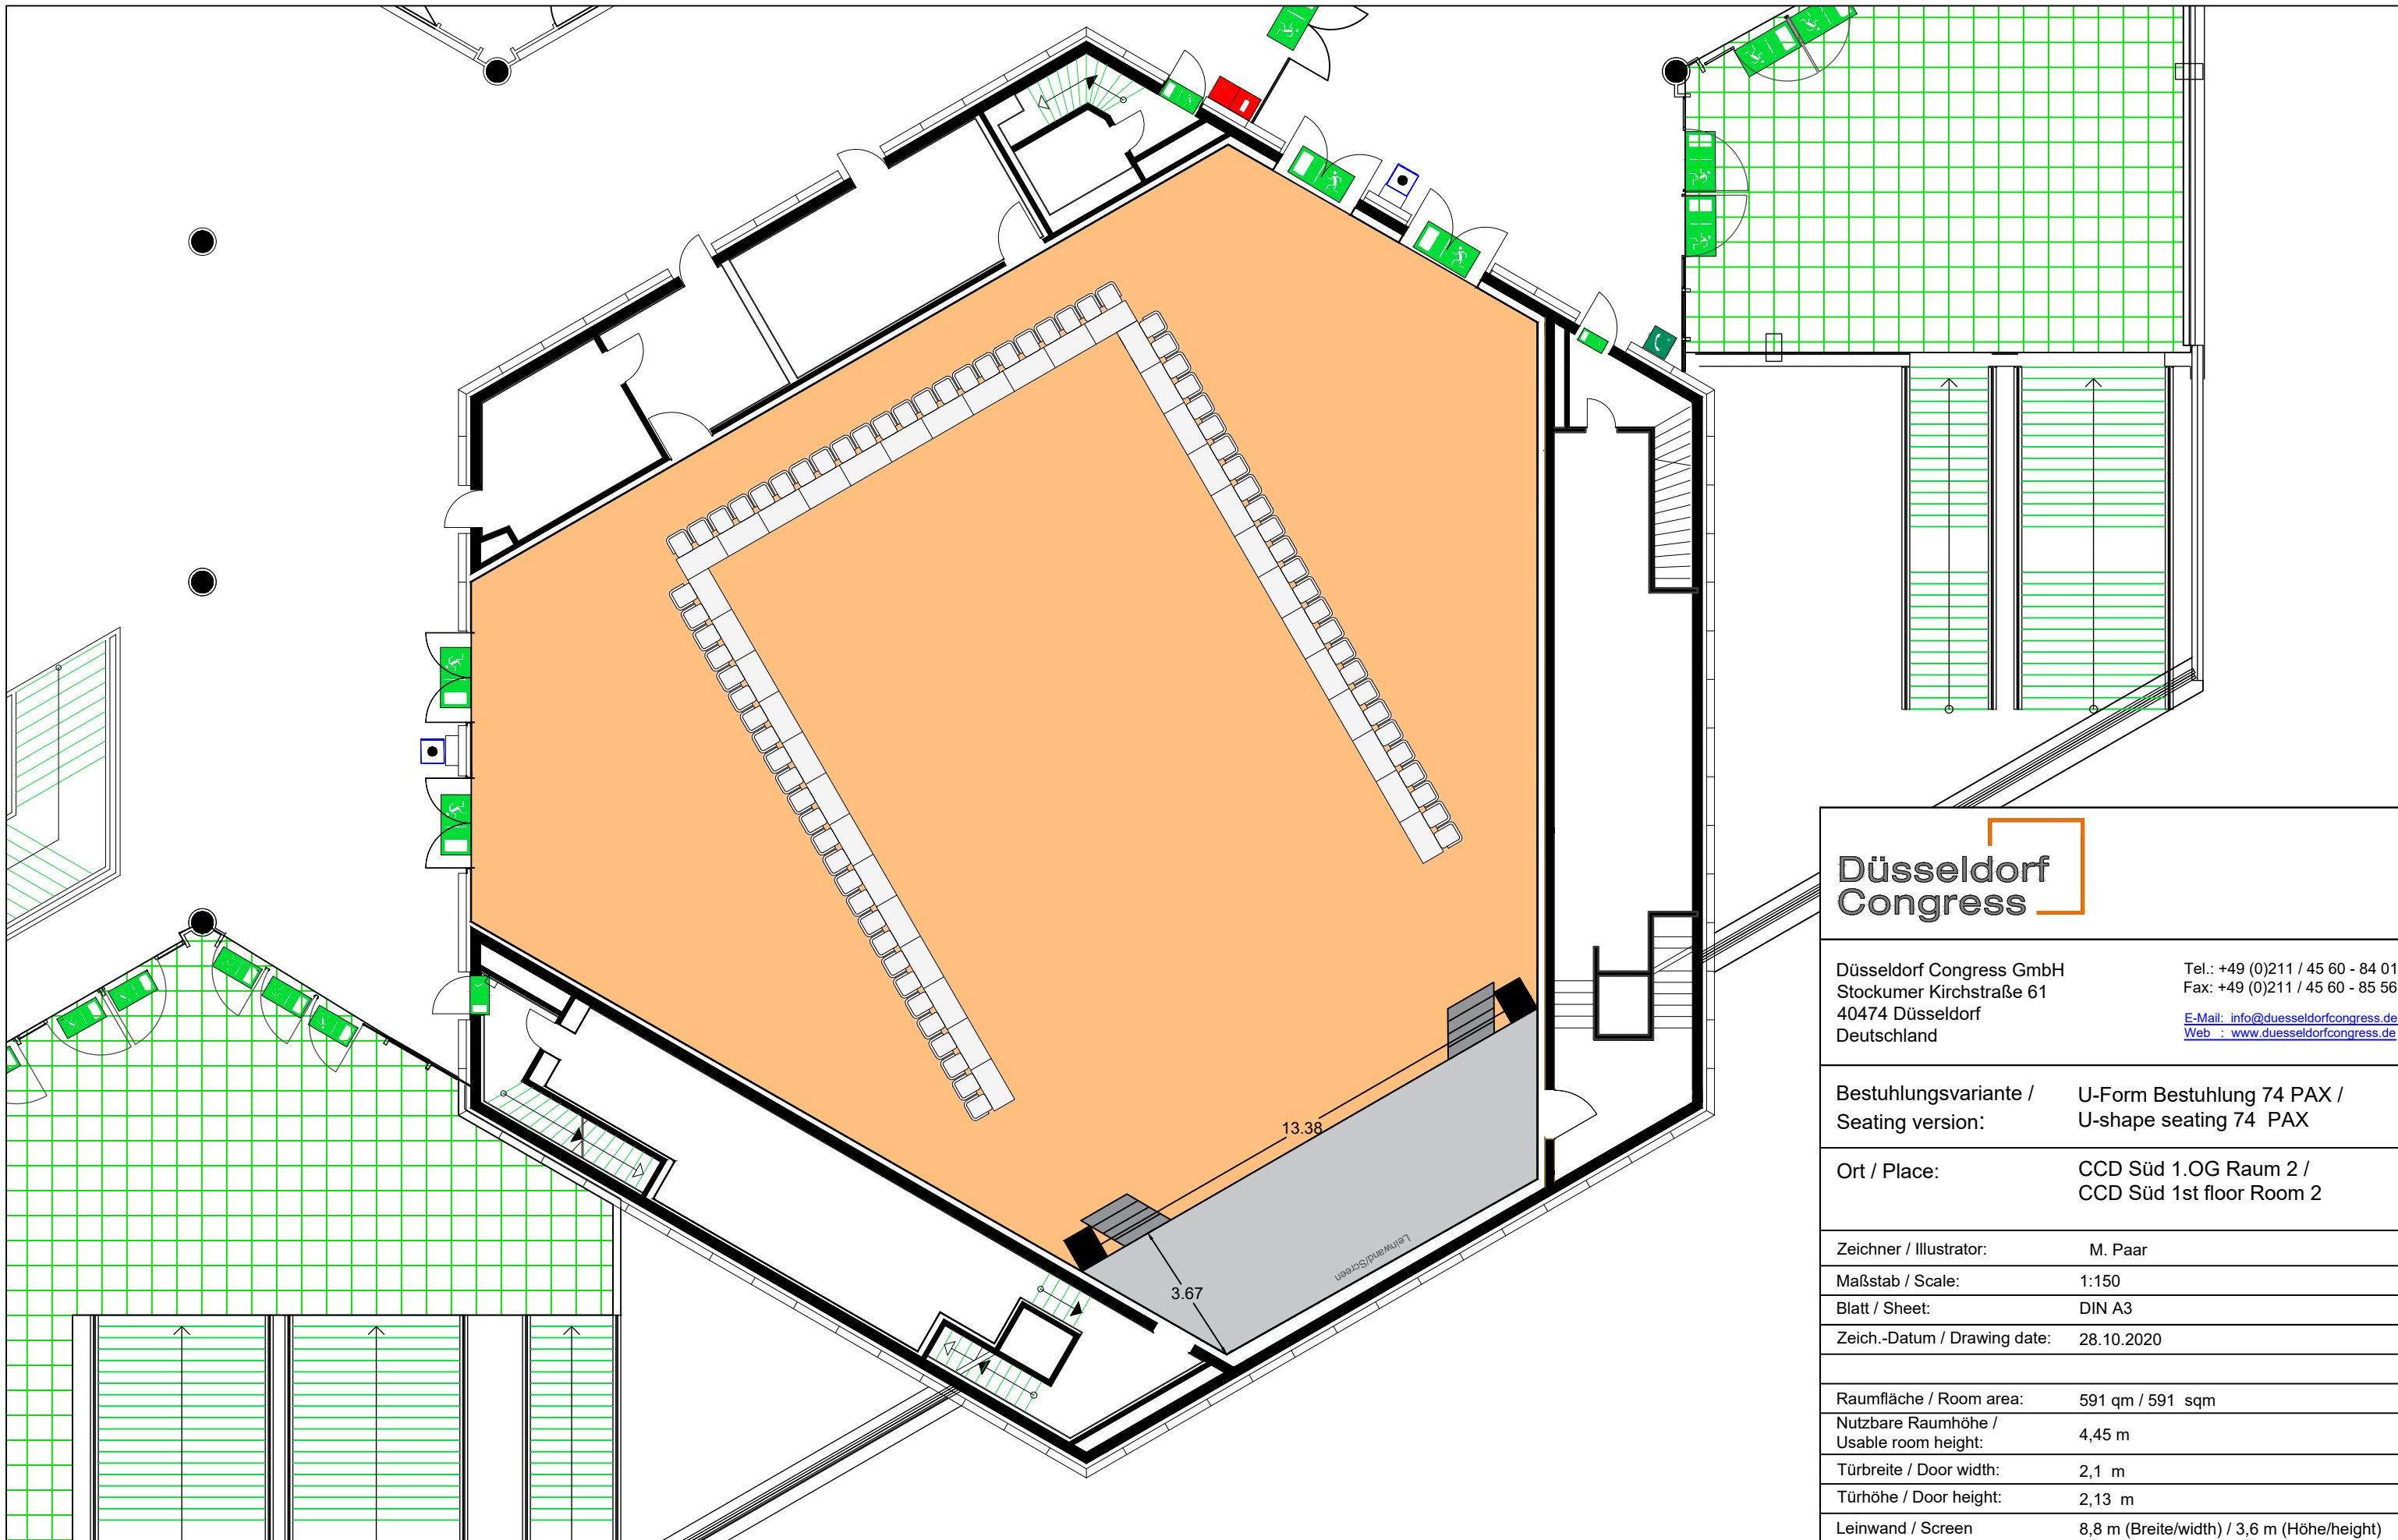 13.38
3.67
Leinwand/Screen
Düsseldorf
Congress
Düsseldorf Congress GmbH
Stockumer Kirchstraße 61
40474 Düsseldorf
Deutschland
Tel.: +49 (0)211 / 45 60 - 84 01
Fax: +49 (0)211 / 45 60 - 85 56
E-Mail: info@duesseldorfcongress.de
Web : www.duesseldorfcongress.de
Bestuhlungsvariante / U-Form Bestuhlung 74 PAX /
Seating version: U-shape seating 74 PAX
Ort / Place: CCD Süd 1.OG Raum 2 /
CCD Süd 1st floor Room 2
Zeichner / Illustrator: M. Paar
Maßstab / Scale: 1:150
Blatt / Sheet: DIN A3
Zeich.-Datum / Drawing date: 28.10.2020
Raumfläche / Room area: 591 qm / 591 sqm
Nutzbare Raumhöhe /
Usable room height: 4,45 m
Türbreite / Door width: 2,1 m
Türhöhe / Door height: 2,13 m
Leinwand / Screen 8,8 m (Breite/width) / 3,6 m (Höhe/height)